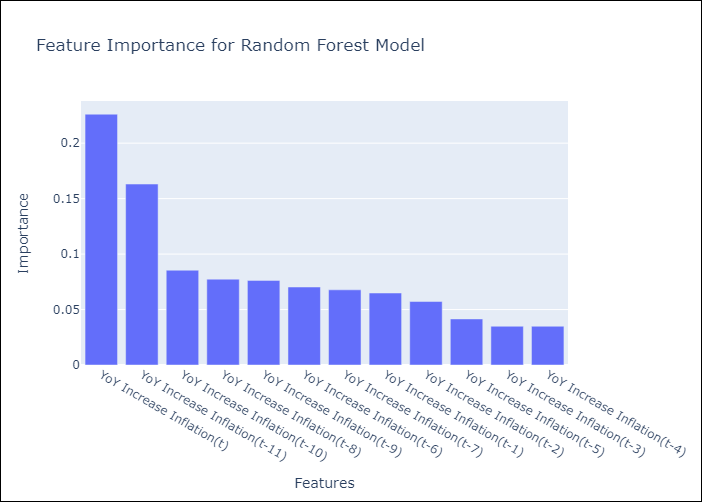 Feature Importance for Random Forest Model
Importance
0.2
0.15
0.1
0.05
0
YoY Increase Inflation(t)
YoY Increase Inflation(t-11)
YoY Increase Inflation(t-10)
YoY Increase Inflation(t-8)
YoY Increase Inflation(t-9)
YoY Increase Inflation(t-6)
YoY Increase Inflation(t-7)
YoY Increase Inflation(t-1)
YoY Increase Inflation(t-2)
YoY Increase Inflation(t-5)
YoY Increase Inflation(t-3)
YoY Increase Inflation(t-4)
Features